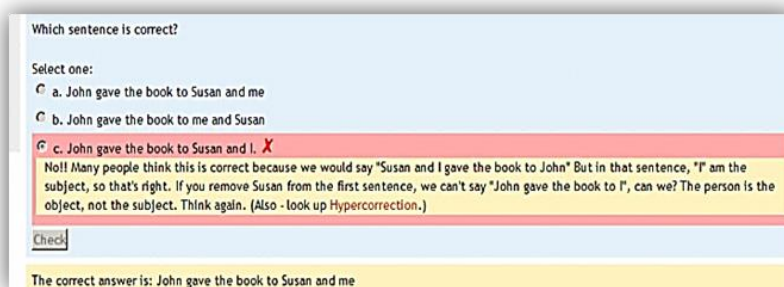 Which sentence is correct?
Select one:
a. John gave the book to Susan and me
b. John gave the book to me and Susan
c. John gave the book to Susan and I. ✗
No!! Many people think this is correct because we would say "Susan and I gave the book to John" But in that sentence, "I" am the
subject, so that's right. If you remove Susan from the first sentence, we can't say "John gave the book to I", can we? The person is the
object, not the subject. Think again. (Also - look up Hypercorrection.)
Check
The correct answer is: John gave the book to Susan and me